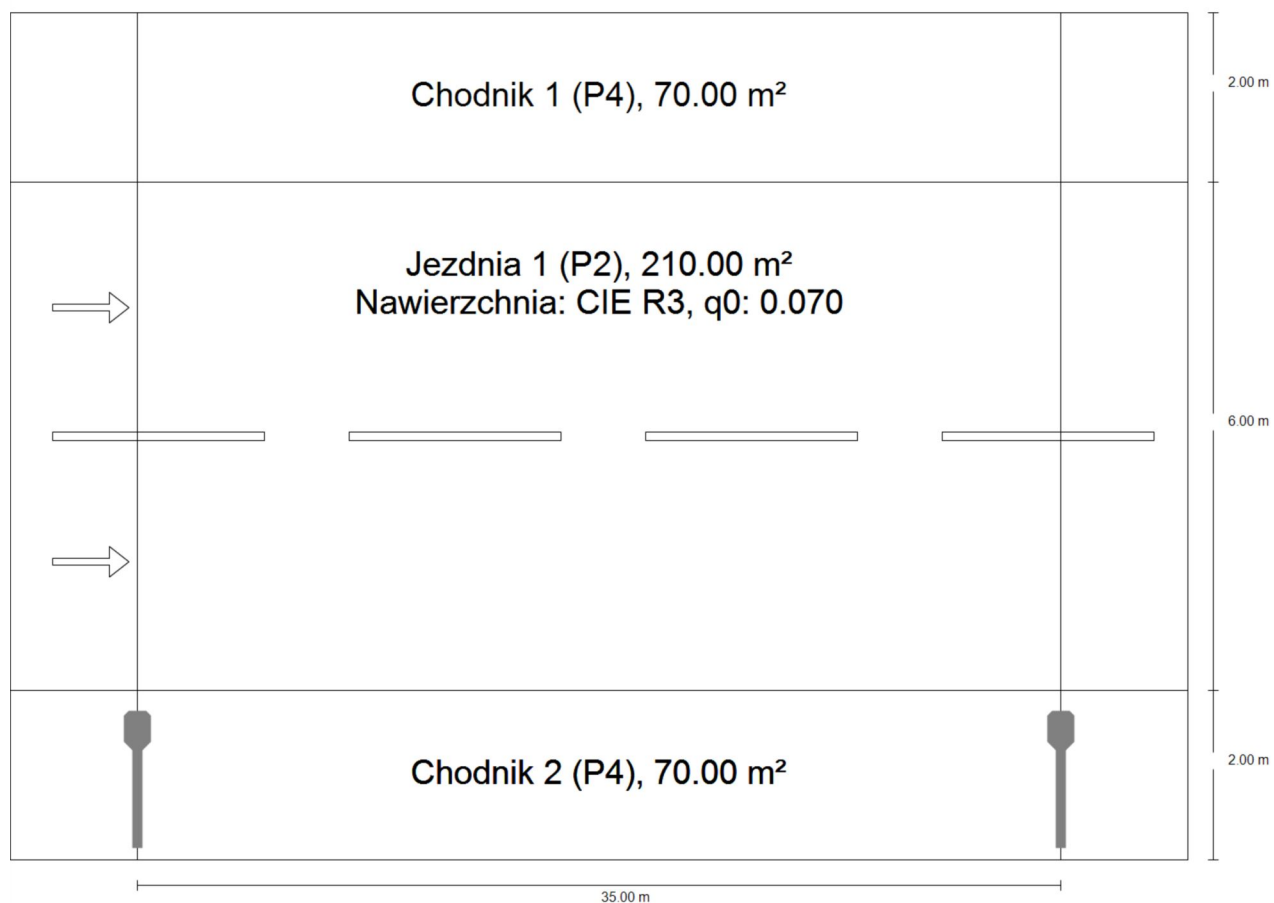 Chodnik 1 (P4), 70.00 m²
2.00 m
Jezdnia 1 (P2), 210.00 m²
Nawierzchnia: CIE R3, q0: 0.070
6.00 m
Chodnik 2 (P4), 70.00 m²
2.00 m
35.00 m